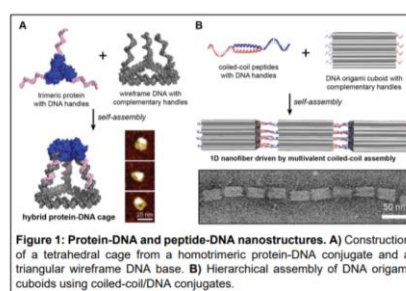 A
trimeric protein
with DNA handles
+
wireframe DNA with
complementary handles
self-assembly
hybrid protein-DNA
cage
25 nm
B
coiled-coil peptides
with DNA handles
+
DNA origami cuboid with
complementary handles
self-assembly
1D nanofiber driven by multivalent coiled-coil assembly
50 nm
Figure 1: Protein-DNA and peptide-DNA nanostructures. A) Construction
of a tetrahedral cage from a homotrimeric protein-DNA conjugate and a
triangular wireframe DNA base. B) Hierarchical assembly of DNA origami
cuboids using coiled-coil/DNA conjugates.